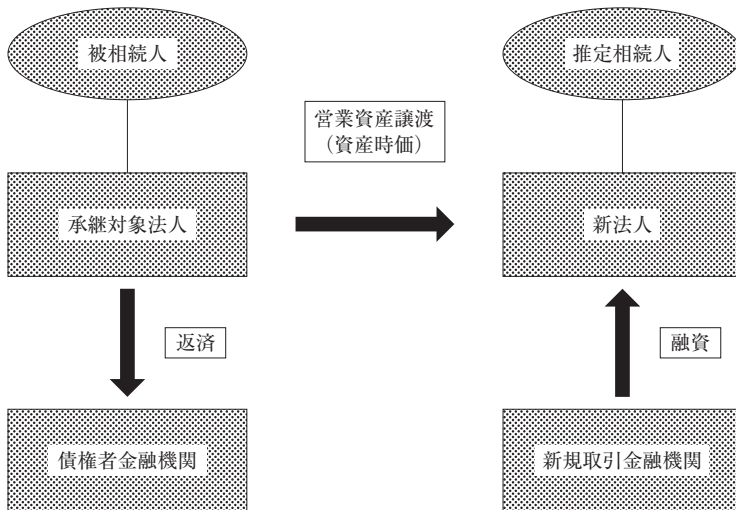 被相続人
推定相続人
営業資産譲渡
（資産時価）
承継対象法人
新法人
返済
融資
債権者金融機関
新規取引金融機関